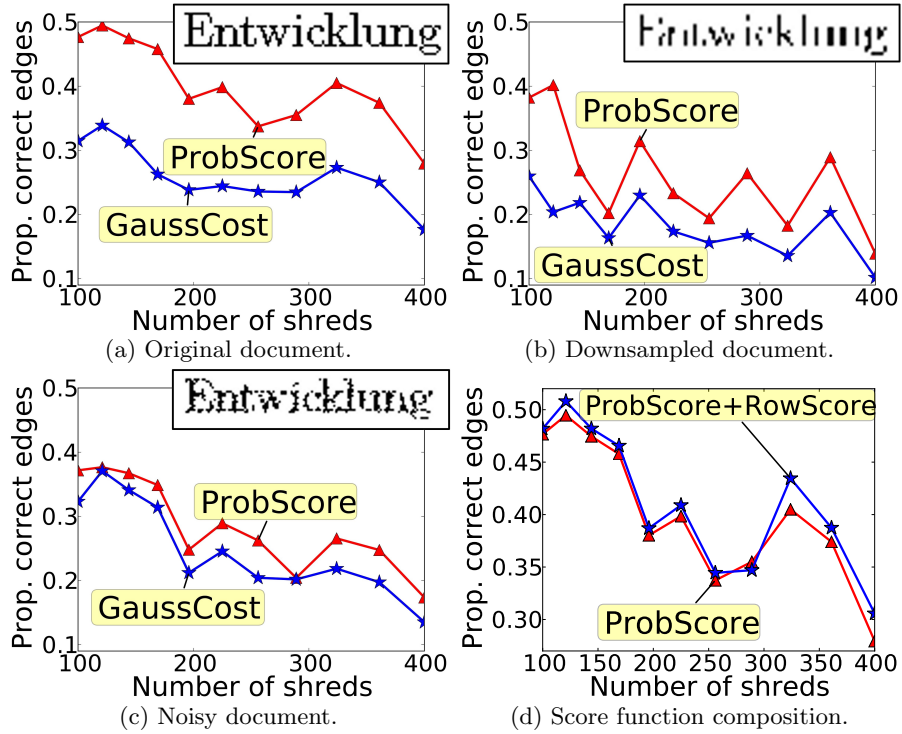 Entwicklung
0.5
0.4
0.3
0.2
0.1
Prop. correct edges
ProbScore
GaussCost
100 200 300 400
Number of shreds
(a) Original document.
Entwicklung
0.5
0.4
0.3
0.2
0.1
Prop. correct edges
ProbScore
GaussCost
100 200 300 400
Number of shreds
(b) Downsampled document.
Entwicklung
0.5
0.4
0.3
0.2
0.1
Prop. correct edges
ProbScore
GaussCost
100 200 300 400
Number of shreds
(c) Noisy document.
0.50
0.45
0.40
0.35
0.30
Prop. correct edges
ProbScore+RowScore
ProbScore
100 150 200 250 300 350 400
Number of shreds
(d) Score function composition.